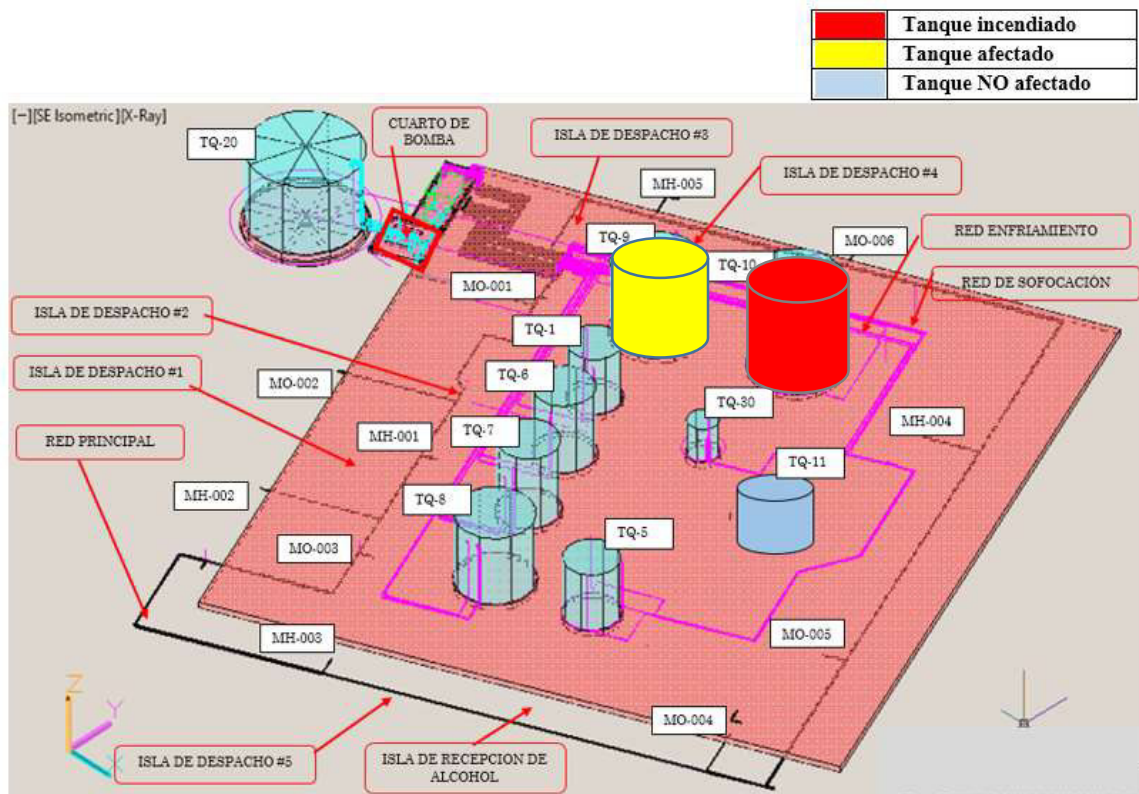 Tanque incendiado
Tanque afectado
Tanque NO afectado
[−][SE Isometric][X-Ray]
TQ-20
CUARTO DE
BOMBA
ISLA DE DESPACHO #3
MH-005
ISLA DE DESPACHO #4
TQ-9
TQ-10
MO-006
RED ENFRIAMIENTO
RED DE SOFOCACIÓN
MO-001
ISLA DE DESPACHO #2
TQ-1
ISLA DE DESPACHO #1
MO-002
TQ-6
TQ-30
RED PRINCIPAL
MH-001
TQ-7
MH-004
TQ-11
MH-002
TQ-8
TQ-5
MO-003
MH-003
MO-005
MO-004
Z
Y
X
ISLA DE DESPACHO #5
ISLA DE RECEPCION DE
ALCOHOL